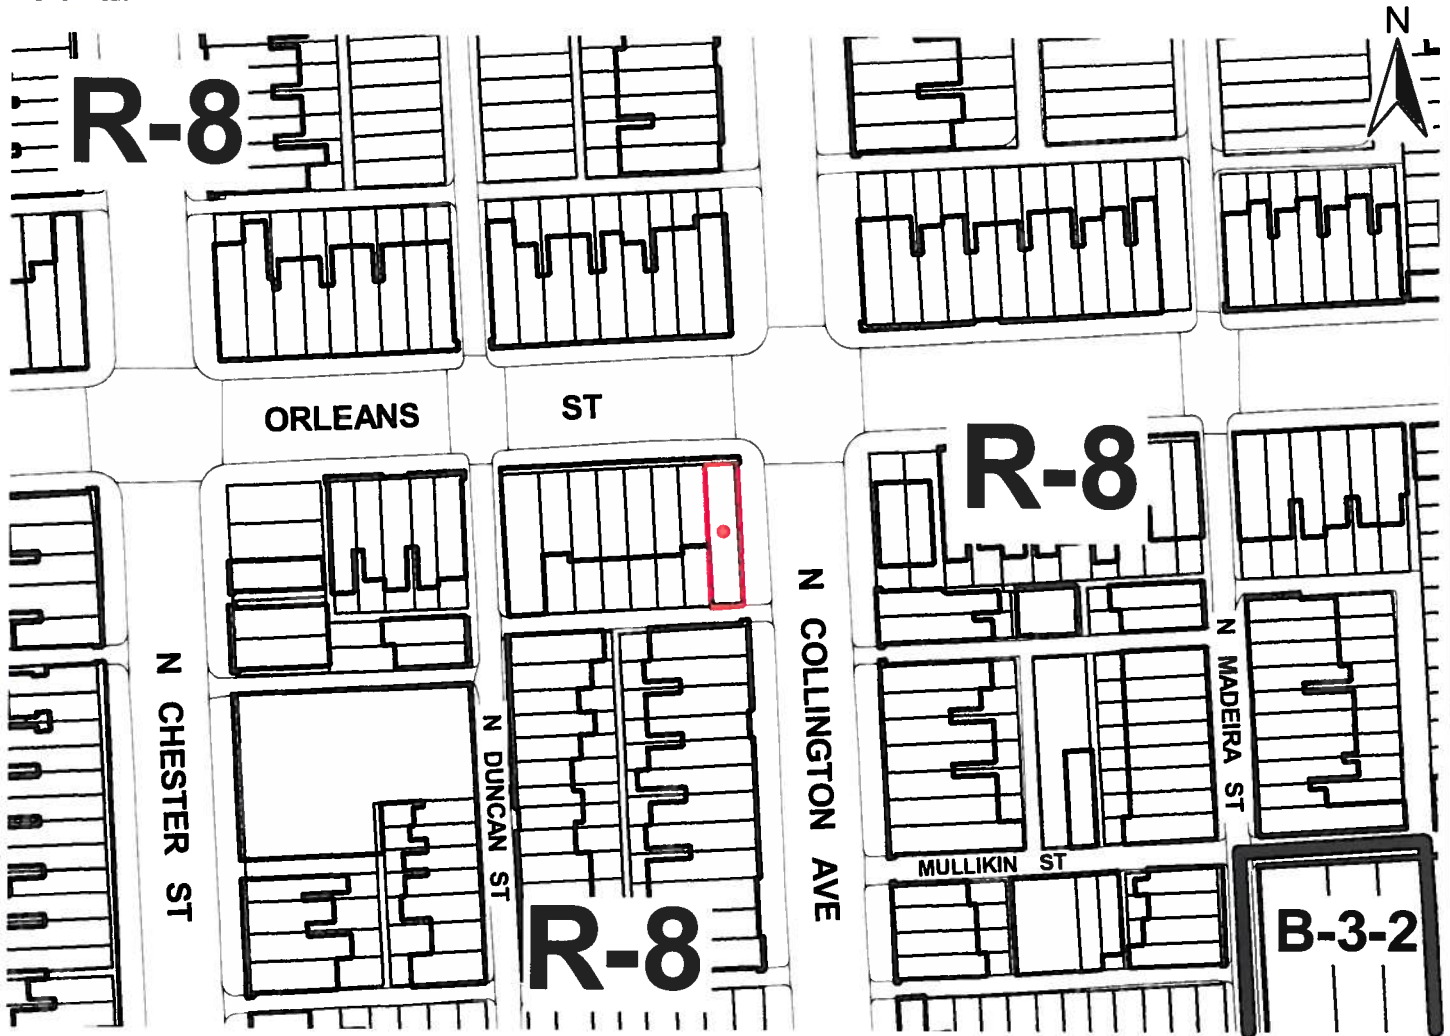 N
R-8
ORLEANS ST
R-8
N CHESTER ST
N DUNCAN ST
N COLLINGTON AVE
N MADEIRA ST
MULLIKIN ST
R-8
B-3-2